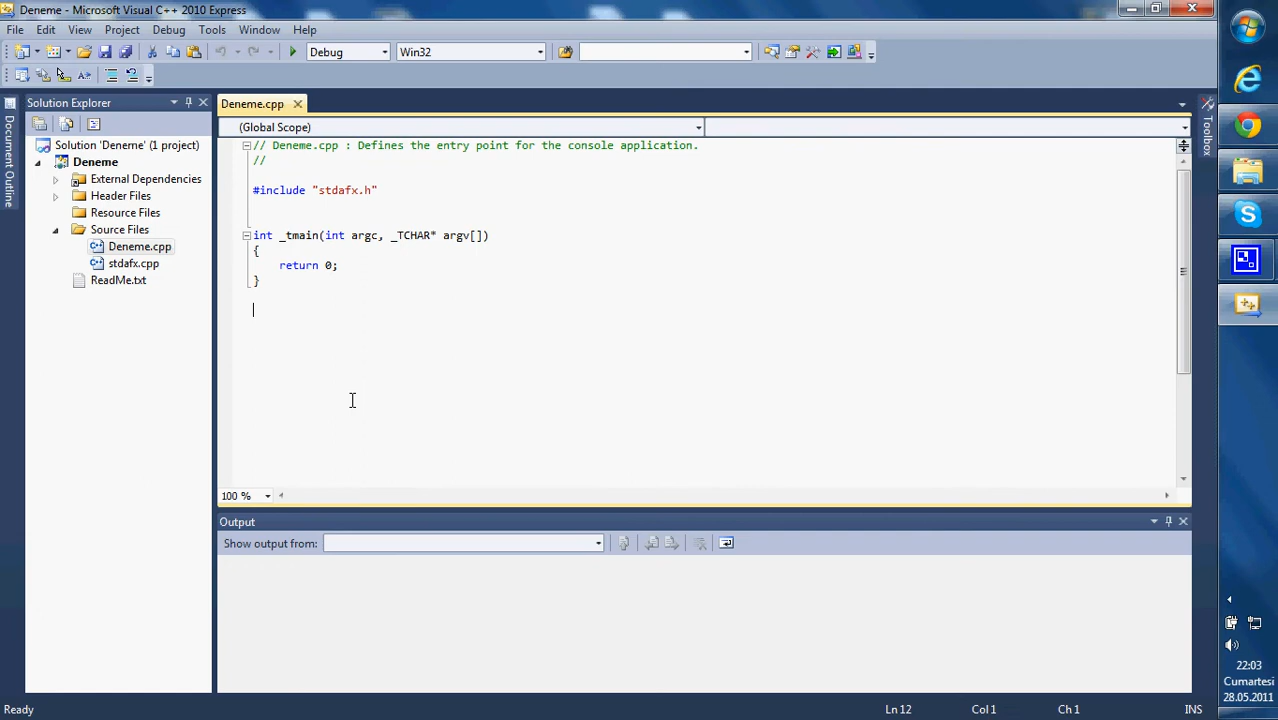 Deneme - Microsoft Visual C++ 2010 Express
File Edit View Project Debug Tools Window Help
Debug Win32
Solution Explorer
Document Outline
Solution 'Deneme' (1 project)
Deneme
External Dependencies
Header Files
Resource Files
Source Files
Deneme.cpp
stdafx.cpp
ReadMe.txt
Deneme.cpp
(Global Scope)
// Deneme.cpp : Defines the entry point for the console application.
//
#include "stdafx.h"
int _tmain(int argc, _TCHAR* argv[])
{
return 0;
}
100 %
Output
Show output from:
Toolbox
Ready Ln 12 Col 1 Ch 1 INS
22:03
Cumartesi
28.05.2011